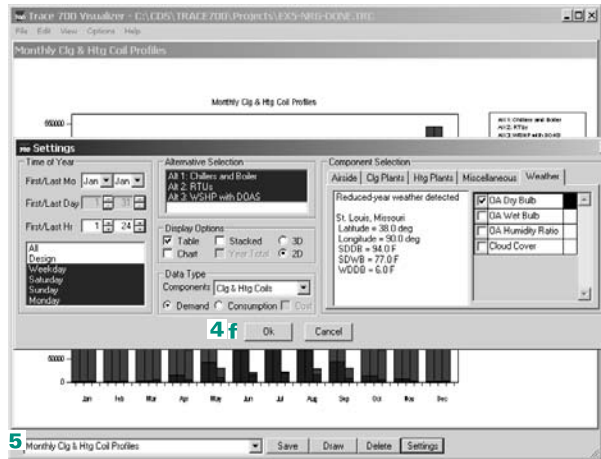 Trace 700 Visualizer - C:\CDS\TRACE700\Projects\EX5-NRG-DONE.TRC
File Edit View Options Help
Monthly Clg & Htg Coil Profiles
Monthly Clg & Htg Coil Profiles
Alt 1: Chillers and Boiler
Alt 2: RTUs
Alt 3: WSHP with DOAS
Settings
Time of Year
First/Last Mo Jan Jan
First/Last Day 1 31
First/Last Hr 1 24
All
Design
Weekday
Saturday
Sunday
Monday
Alternative Selection
Alt 1: Chillers and Boiler
Alt 2: RTUs
Alt 3: WSHP with DOAS
Display Options
Table Stacked 3D
Chart Year Total 2D
Data Type
Components Clg & Htg Coils
Demand Consumption Cost
Component Selection
Airside Clg Plants Htg Plants Miscellaneous Weather
Reduced-year weather detected
St. Louis, Missouri
Latitude = 38.0 deg
Longitude = 90.0 deg
SDDB = 94.0 F
SDWB = 77.0 F
WDDB = 6.0 F
OA Dry Bulb
OA Wet Bulb
OA Humidity Ratio
Cloud Cover
4 f Ok Cancel
0
Jan Feb Mar Apr May Jun Jul Aug Sep Oct Nov Dec
5 Monthly Clg & Htg Coil Profiles Save Draw Delete Settings